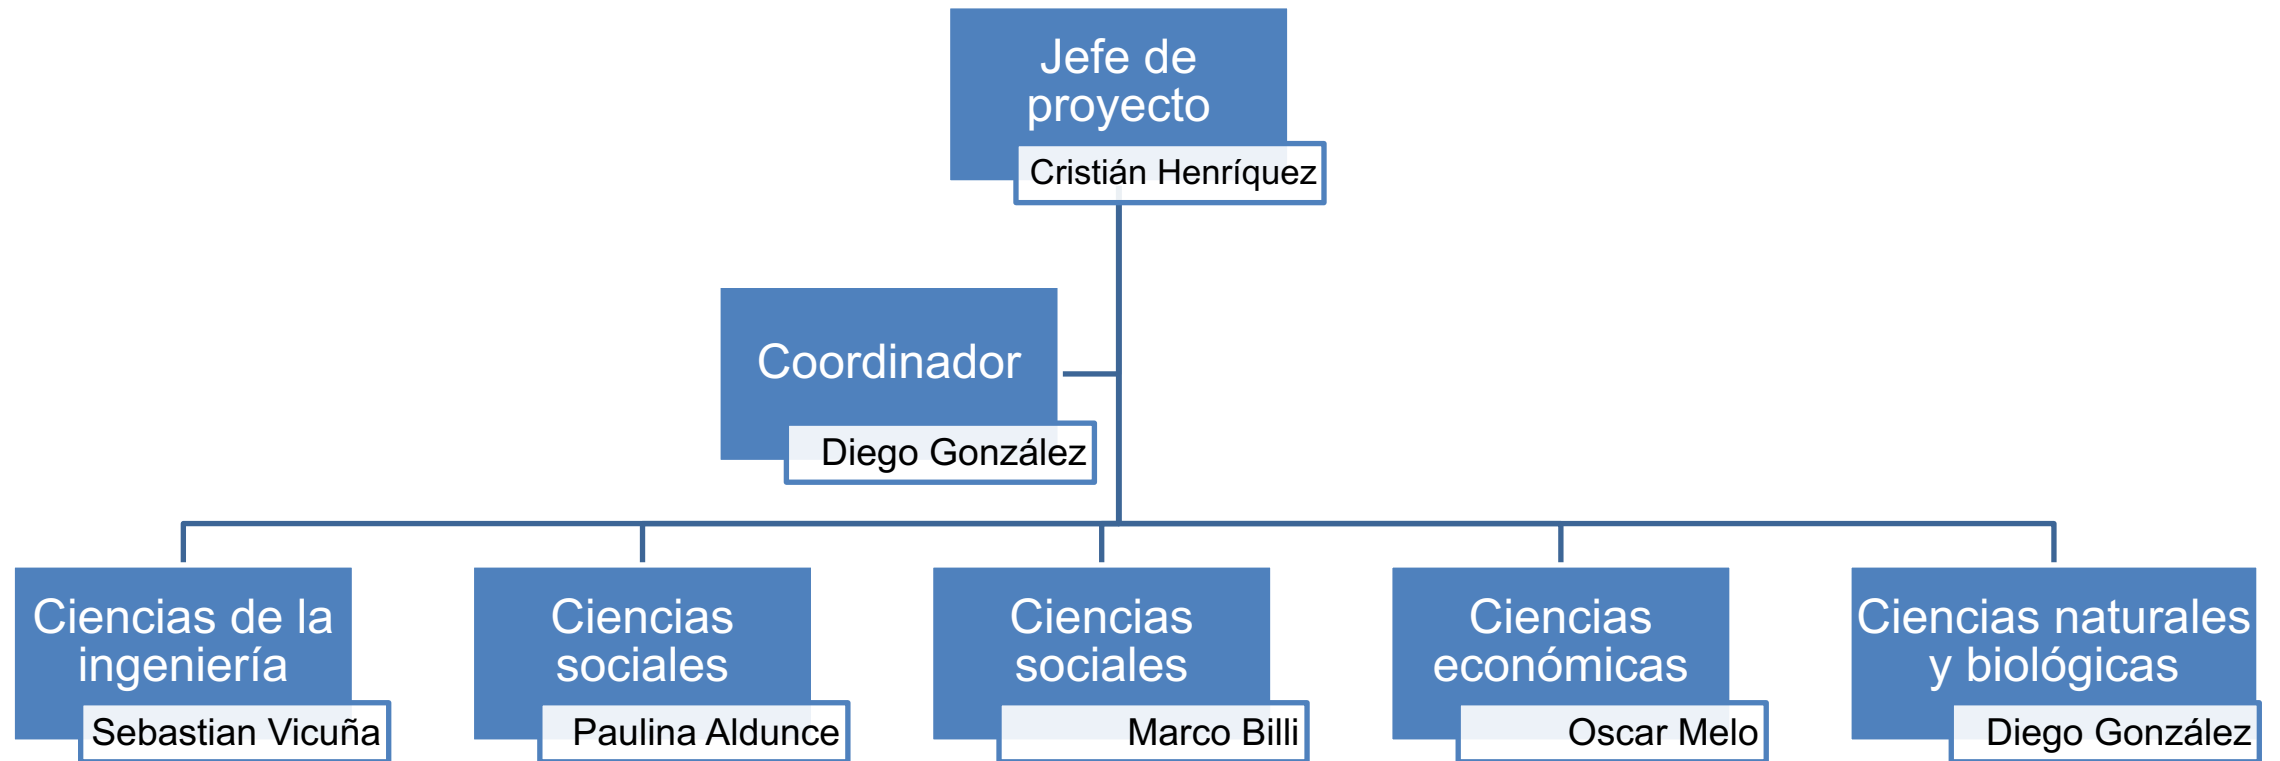 Jefe de
proyecto
Cristián Henríquez
Coordinador
Diego González
Ciencias de la
ingeniería
Sebastian Vicuña
Ciencias
sociales
Paulina Aldunce
Ciencias
sociales
Marco Billi
Ciencias
económicas
Oscar Melo
Ciencias naturales
y biológicas
Diego González